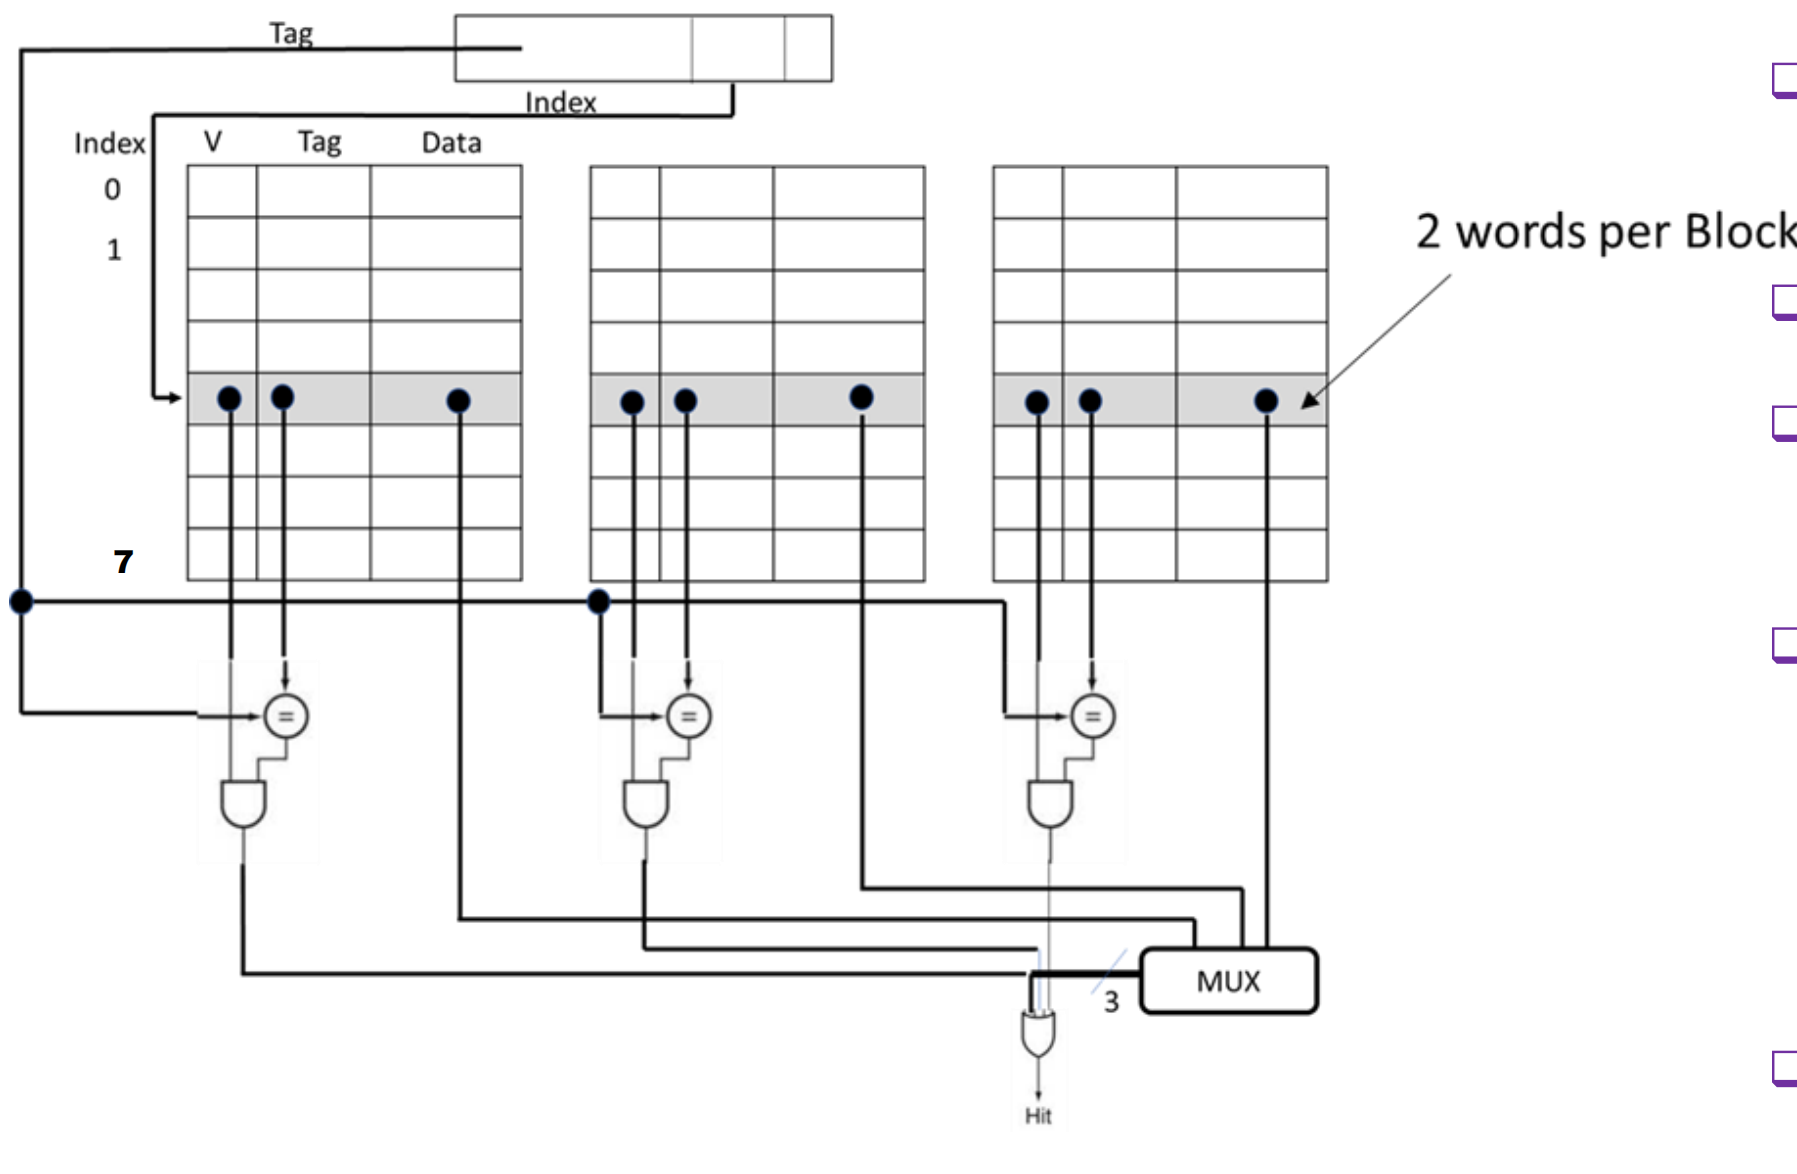 Tag
Index
Index V Tag Data
0
1
2 words per Block
7
=
=
=
MUX
3
Hit